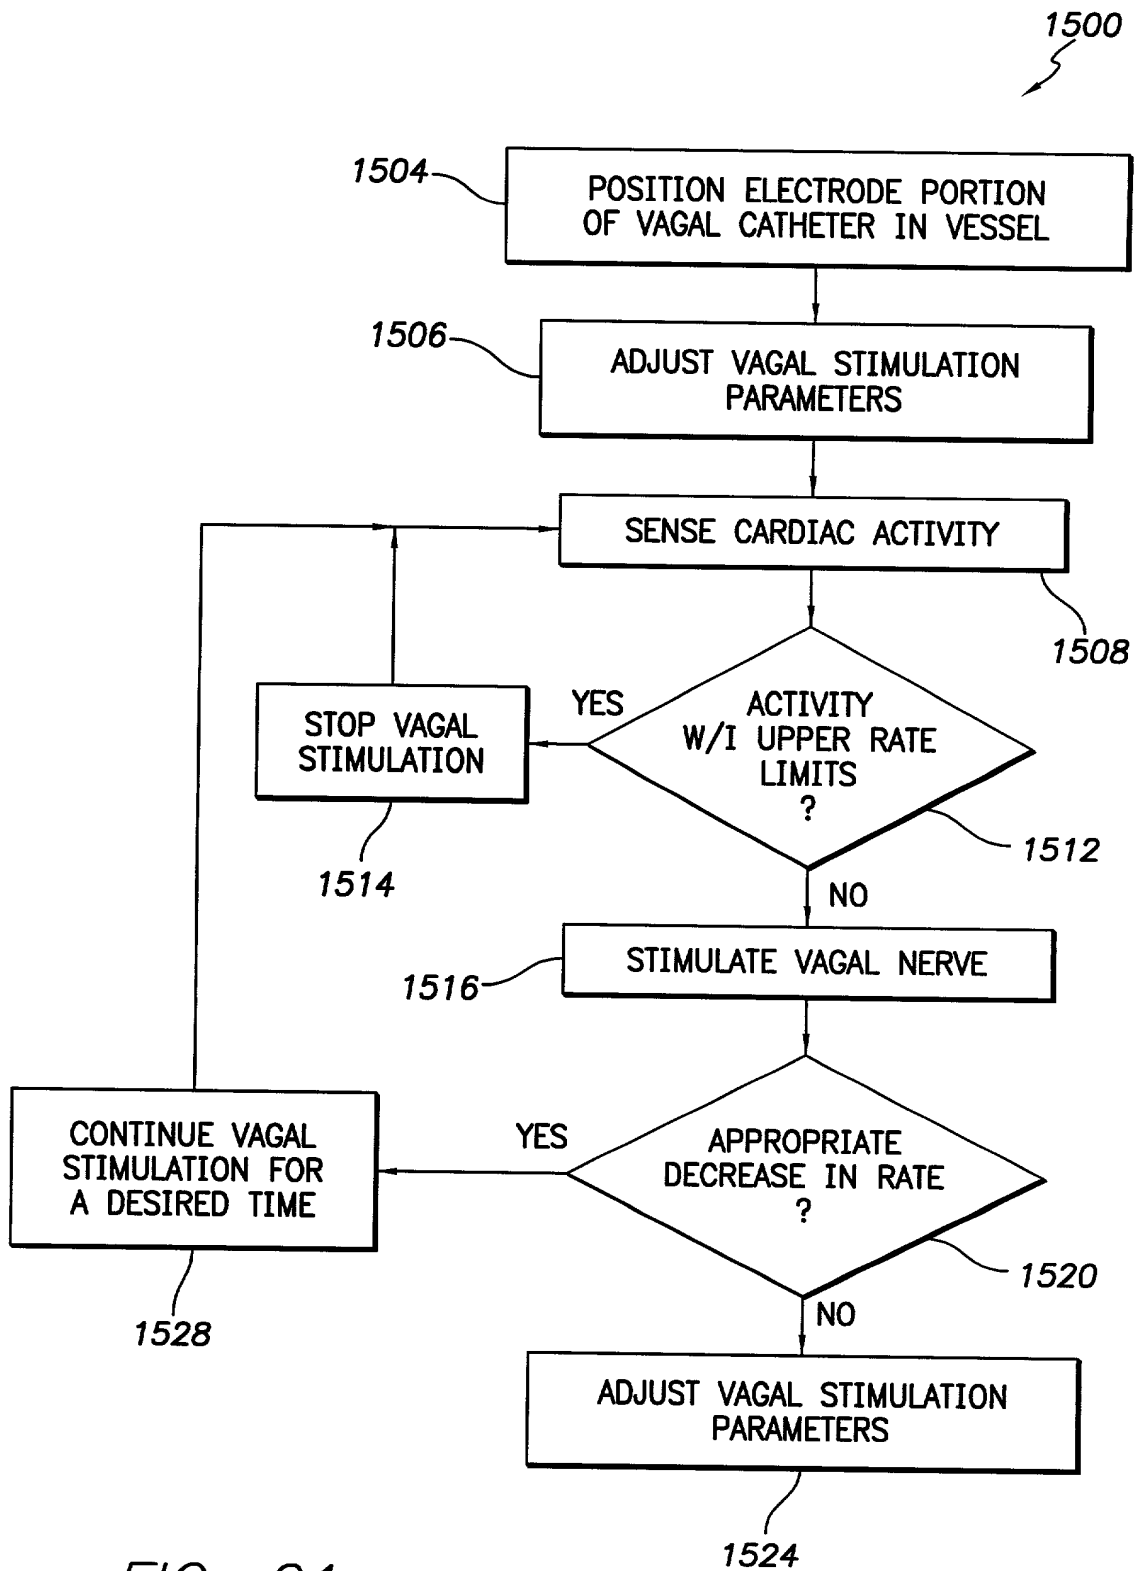 1500
1504
POSITION ELECTRODE PORTION
OF VAGAL CATHETER IN VESSEL
1506
ADJUST VAGAL STIMULATION
PARAMETERS
SENSE CARDIAC ACTIVITY
1508
YES
ACTIVITY
W/I UPPER RATE
LIMITS
?
STOP VAGAL
STIMULATION
1512
1514
NO
STIMULATE VAGAL NERVE
1516
YES
APPROPRIATE
DECREASE IN RATE
?
CONTINUE VAGAL
STIMULATION FOR
A DESIRED TIME
1520
1528
NO
ADJUST VAGAL STIMULATION
PARAMETERS
1524